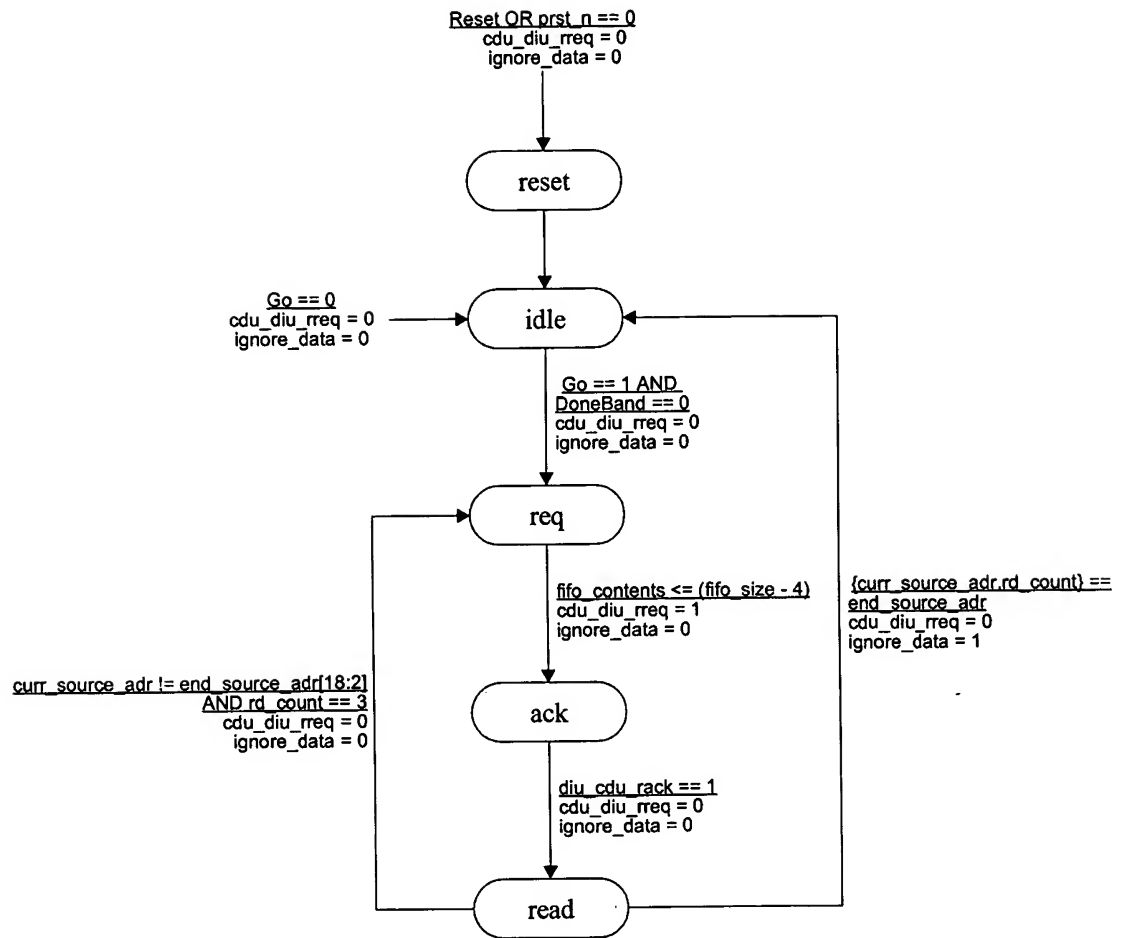 Reset OR prst_n == 0
cdu_diu_rreq = 0
ignore_data = 0
reset
Go == 0
cdu_diu_rreq = 0
ignore_data = 0
idle
Go == 1 AND
DoneBand == 0
cdu_diu_rreq = 0
ignore_data = 0
req
fifo_contents <= (fifo_size - 4)
cdu_diu_rreq = 1
ignore_data = 0
{curr_source_adr.rd_count} ==
end_source_adr
cdu_diu_rreq = 0
ignore_data = 1
curr_source_adr != end_source_adr[18:2]
AND rd_count == 3
cdu_diu_rreq = 0
ignore_data = 0
ack
diu_cdu_rack == 1
cdu_diu_rreq = 0
ignore_data = 0
read